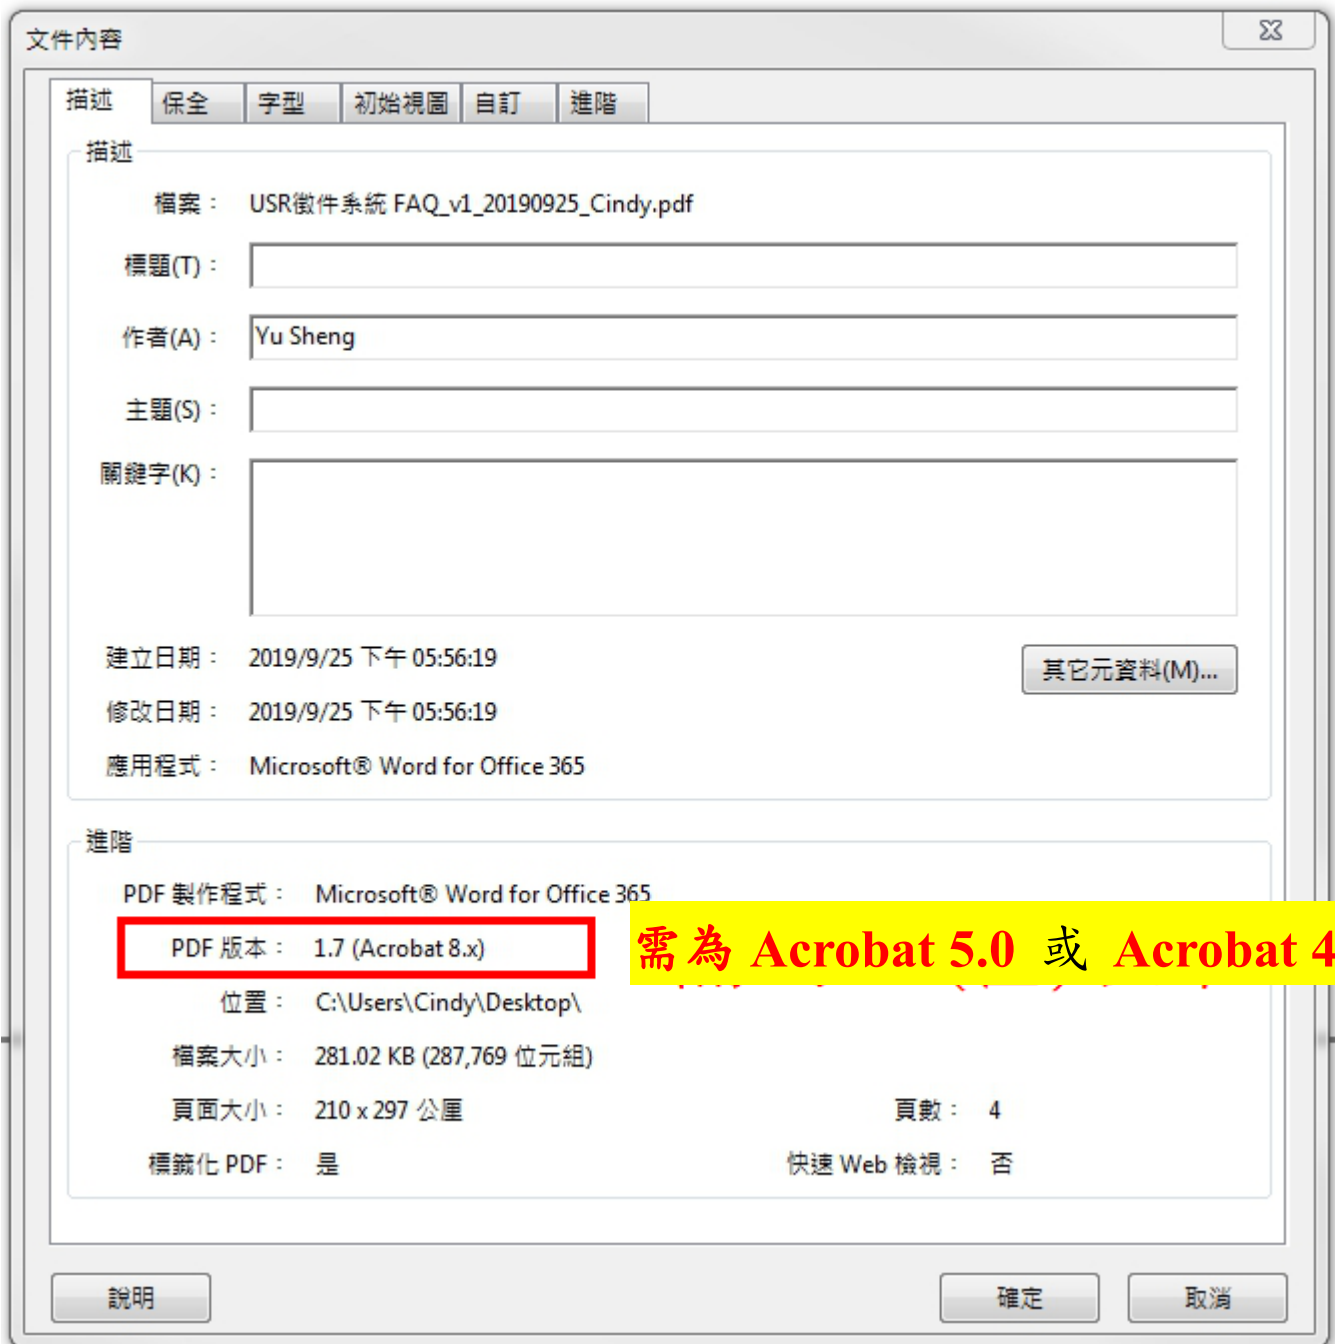 文件內容
描述 保全 字型 初始視圖 自訂 進階
描述
檔案： USR徵件系統 FAQ_v1_20190925_Cindy.pdf
標題(T)：
作者(A)： Yu Sheng
主題(S)：
關鍵字(K)：
建立日期： 2019/9/25 下午 05:56:19
其它元資料(M)...
修改日期： 2019/9/25 下午 05:56:19
應用程式： Microsoft® Word for Office 365
進階
PDF 製作程式： Microsoft® Word for Office 365
PDF 版本： 1.7 (Acrobat 8.x) 需為 Acrobat 5.0 或 Acrobat 4
位置： C:\Users\Cindy\Desktop\
檔案大小： 281.02 KB (287,769 位元組)
頁面大小： 210 x 297 公厘 頁數： 4
標籤化 PDF： 是 快速 Web 檢視： 否
說明 確定 取消